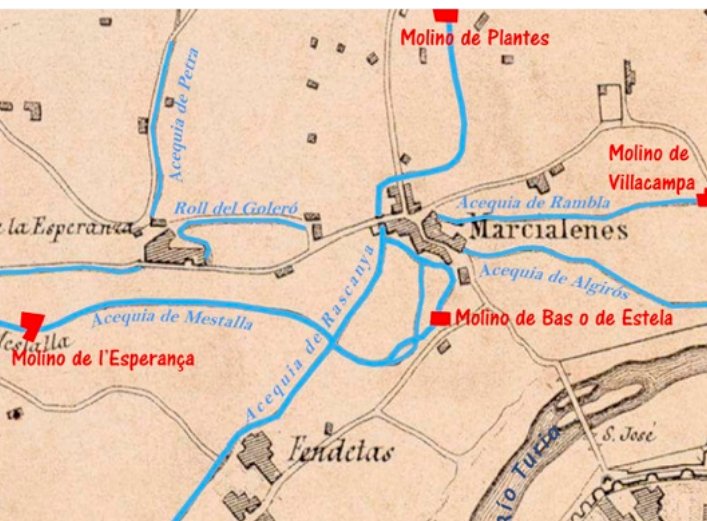 Molino de Plantes
Acequia de Petra
Molino de
Villacampa
Roll del Goleró
Acequia de Rambla
la Esperanza
Marcialenes
Acequia de Algirós
Acequia de Rascanya
Acequia de Mestalla
Molino de Bas o de Estela
Molino de l'Esperança
Fendetas
S. José
Río Turia